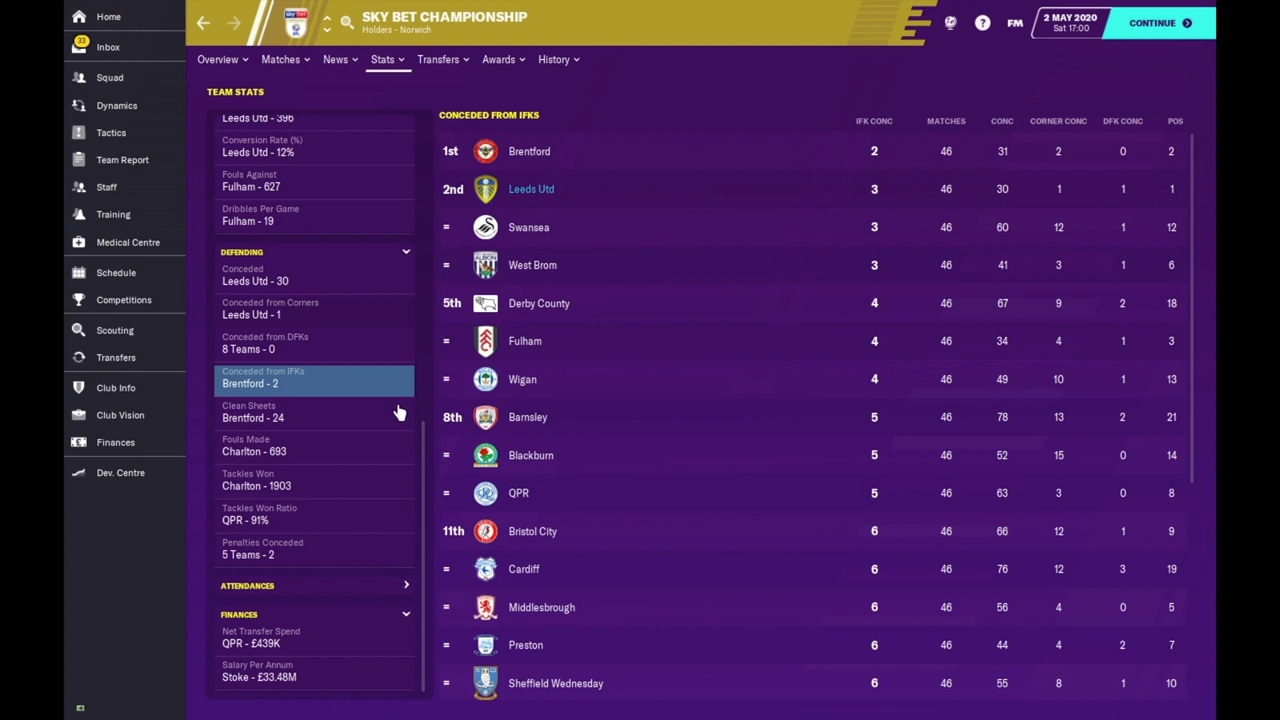 Home
33
Inbox
Squad
Dynamics
Tactics
Team Report
Staff
Training
Medical Centre
Schedule
Competitions
Scouting
Transfers
Club Info
Club Vision
Finances
Dev. Centre
sky bet
SKY BET CHAMPIONSHIP
Holders - Norwich
?
FM
2 MAY 2020
Sat 17:00
CONTINUE
Overview Matches News Stats Transfers Awards History
TEAM STATS
Leeds Utd - 396
Conversion Rate (%)
Leeds Utd - 12%
Fouls Against
Fulham - 627
Dribbles Per Game
Fulham - 19
DEFENDING
Conceded
Leeds Utd - 30
Conceded from Corners
Leeds Utd - 1
Conceded from DFKs
8 Teams - 0
Conceded from IFKs
Brentford - 2
Clean Sheets
Brentford - 24
Fouls Made
Charlton - 693
Tackles Won
Charlton - 1903
Tackles Won Ratio
QPR - 91%
Penalties Conceded
5 Teams - 2
ATTENDANCES
FINANCES
Net Transfer Spend
QPR - £439K
Salary Per Annum
Stoke - £33.48M
CONCEDED FROM IFKS
IFK CONC MATCHES CONC CORNER CONC DFK CONC POS
1st Brentford 2 46 31 2 0 2
2nd Leeds Utd 3 46 30 1 1 1
= Swansea 3 46 60 12 1 12
= West Brom 3 46 41 3 1 6
5th Derby County 4 46 67 9 2 18
= Fulham 4 46 34 4 1 3
= Wigan 4 46 49 10 1 13
8th Barnsley 5 46 78 13 2 21
= Blackburn 5 46 52 15 0 14
= QPR 5 46 63 3 0 8
11th Bristol City 6 46 66 12 1 9
= Cardiff 6 46 76 12 3 19
= Middlesbrough 6 46 56 4 0 5
= Preston 6 46 44 4 2 7
= Sheffield Wednesday 6 46 55 8 1 10